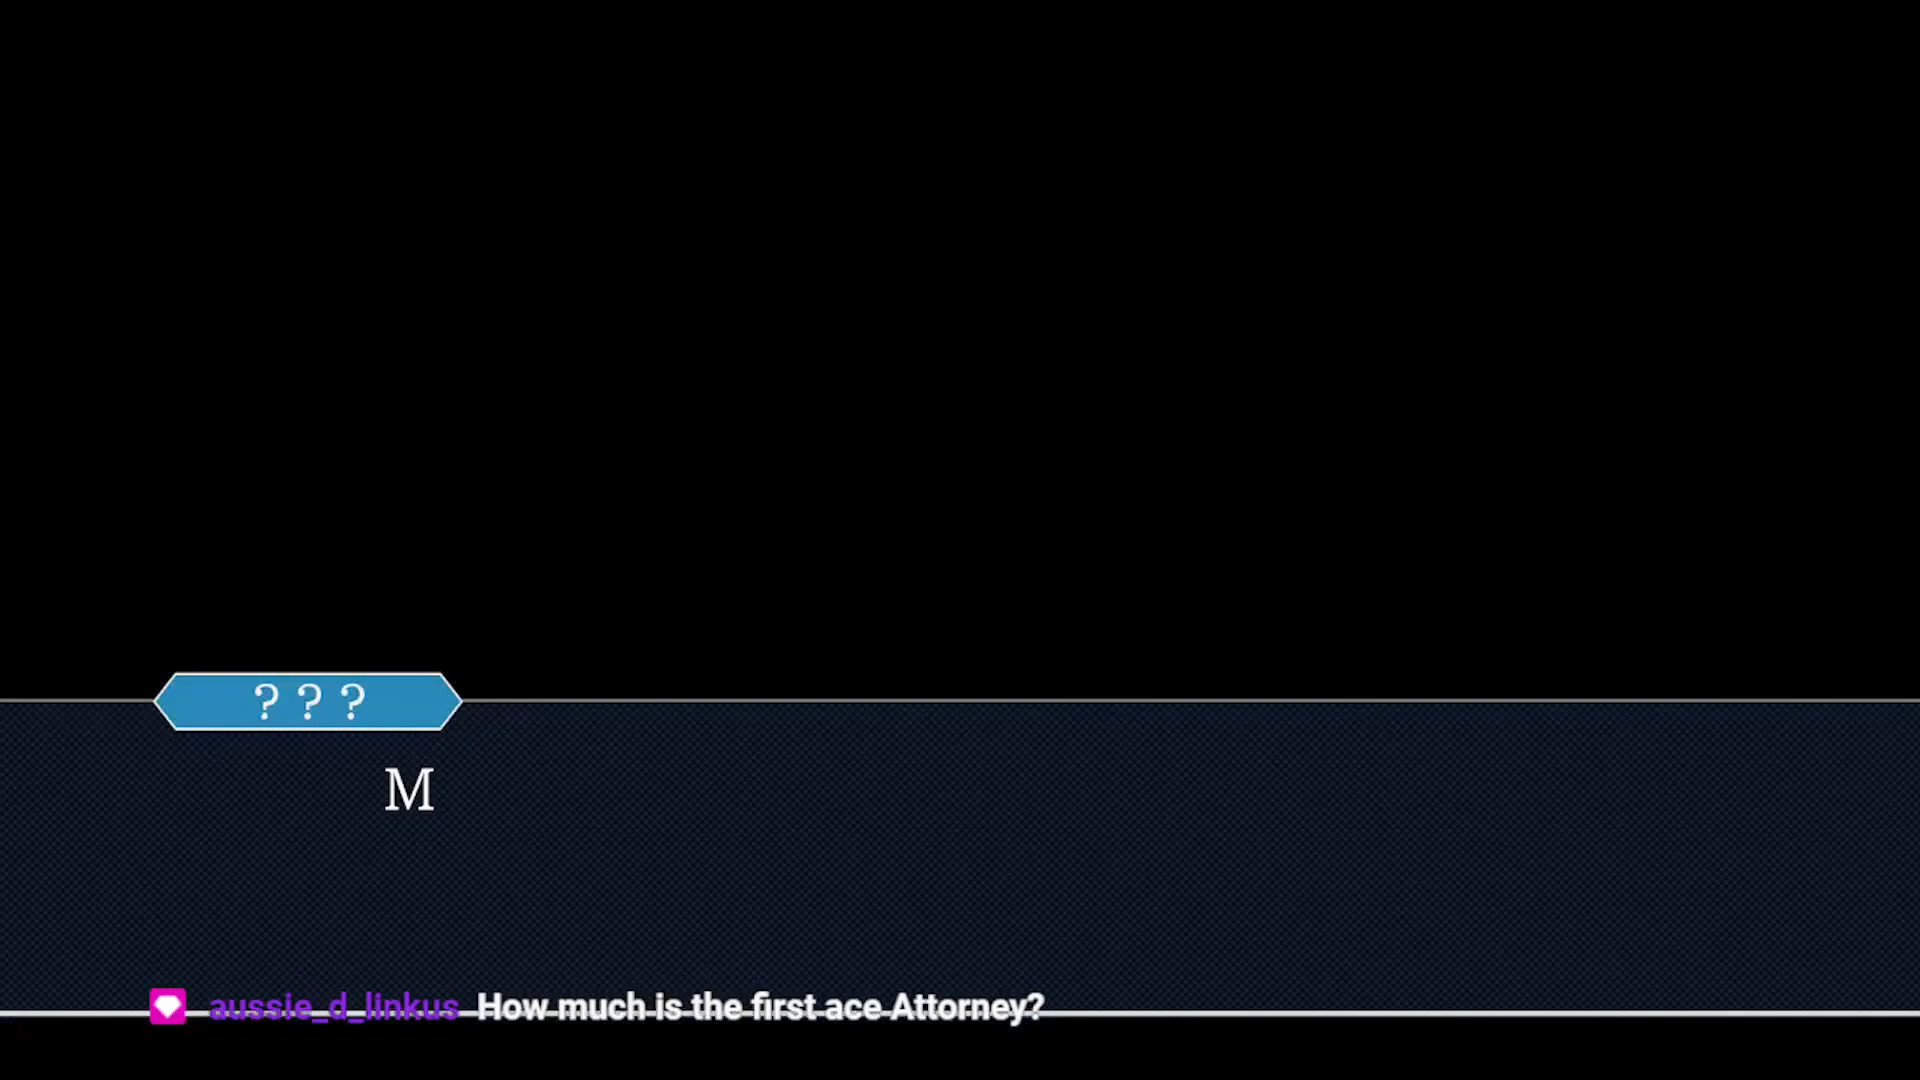 ? ? ?
M
aussie_d_linkus How much is the first ace Attorney?